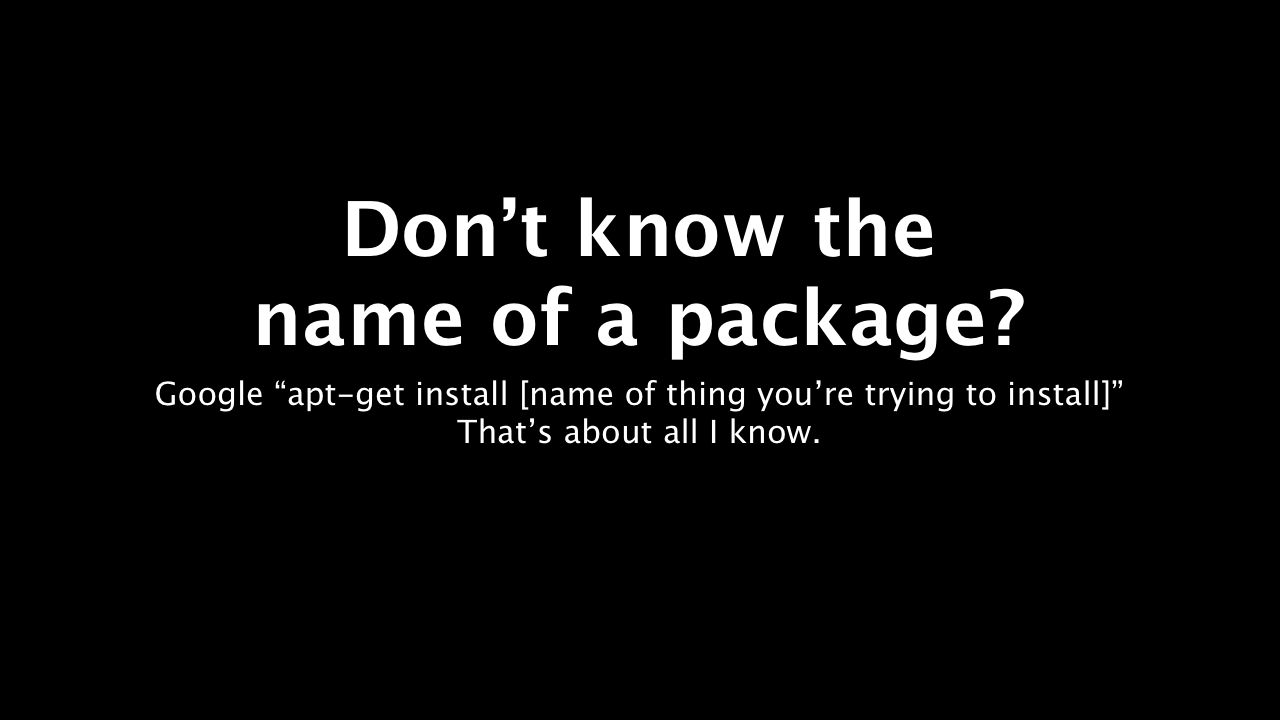 Don’t know the
name of a package?
Google “apt-get install [name of thing you’re trying to install]”
That’s about all I know.